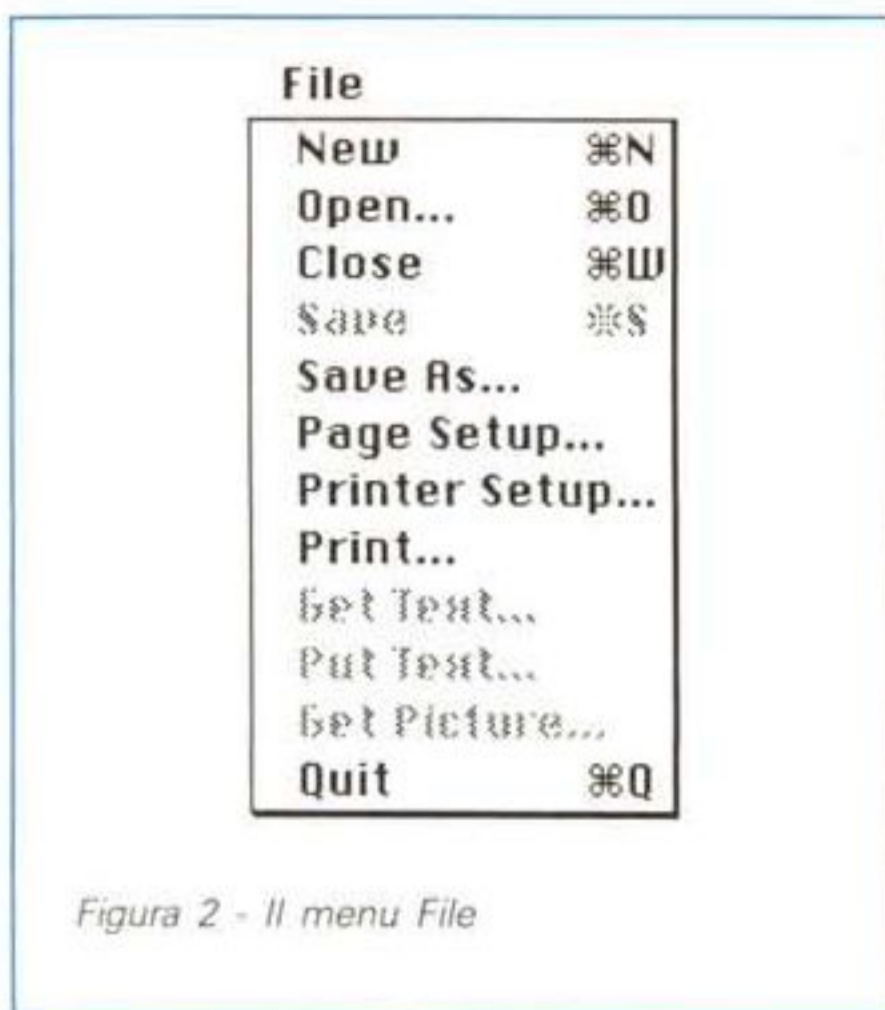 File
New ⌘N
Open... ⌘O
Close ⌘W
Save ⌘S
Save As...
Page Setup...
Printer Setup...
Print...
Get Text...
Put Text...
Get Picture...
Quit ⌘Q
Figura 2 - Il menu File